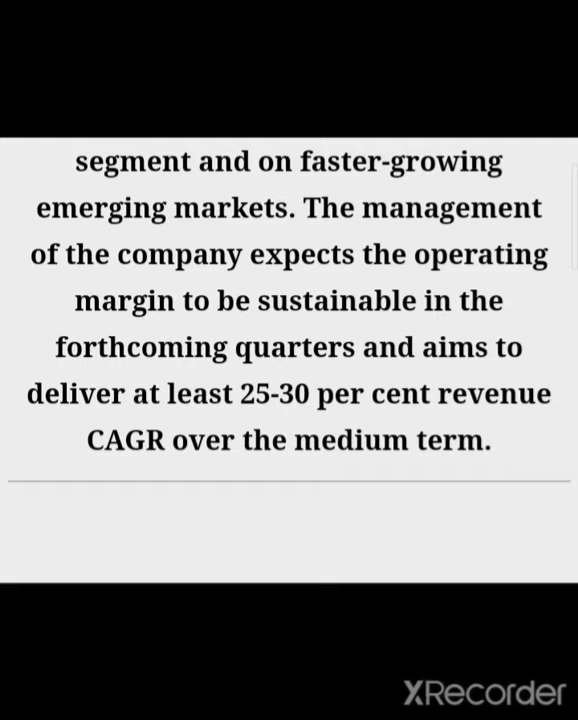 segment and on faster-growing
emerging markets. The management
of the company expects the operating
margin to be sustainable in the
forthcoming quarters and aims to
deliver at least 25-30 per cent revenue
CAGR over the medium term.
XRecorder